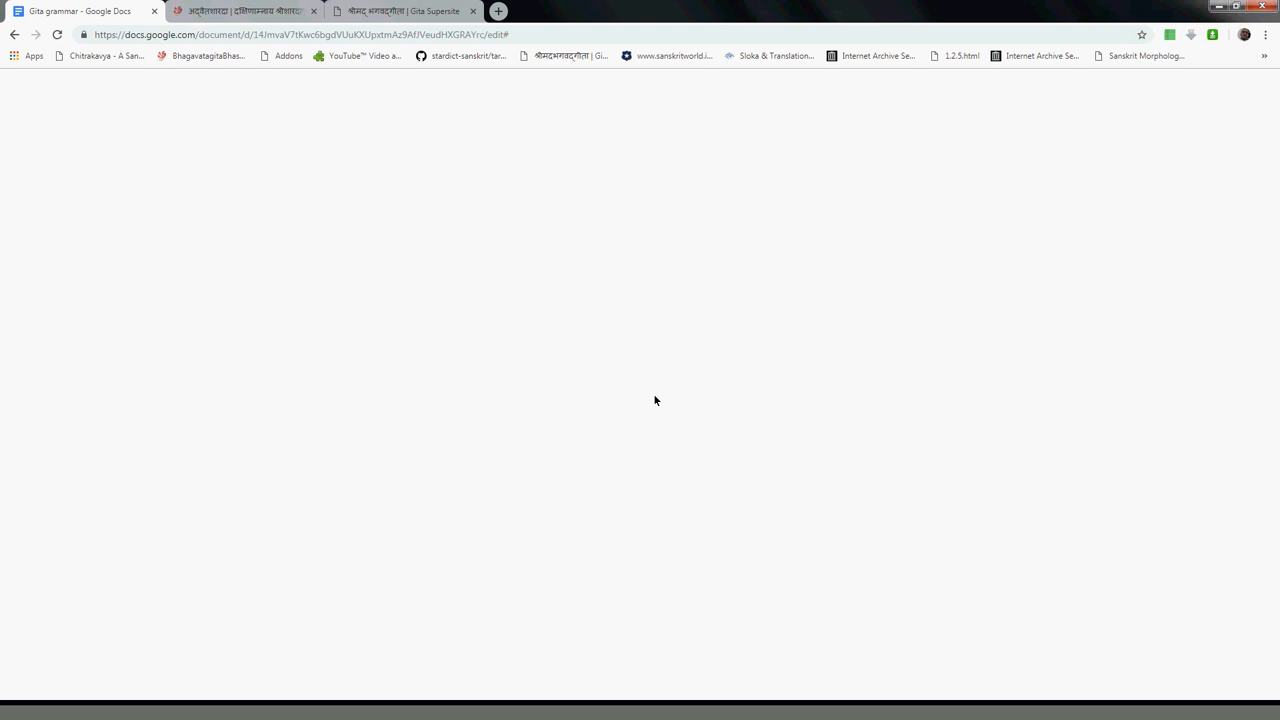 Gita grammar - Google Docs
अद्वैतशारदा | दक्षिणाम्नाय श्रीशारदा
श्रीमद् भगवद्गीता | Gita Supersite
https://docs.google.com/document/d/14JmvaV7tKwc6bgdVUuKXUpxtmAz9AfJVeudHXGRAYrc/edit#
Apps
Chitrakavya - A San...
BhagavatagitaBhas...
Addons
YouTube™ Video a...
stardict-sanskrit/tar...
श्रीमद्भगवद्गीता | Gi...
www.sanskritworld.i...
Sloka & Translation...
Internet Archive Se...
1.2.5.html
Internet Archive Se...
Sanskrit Morpholog...